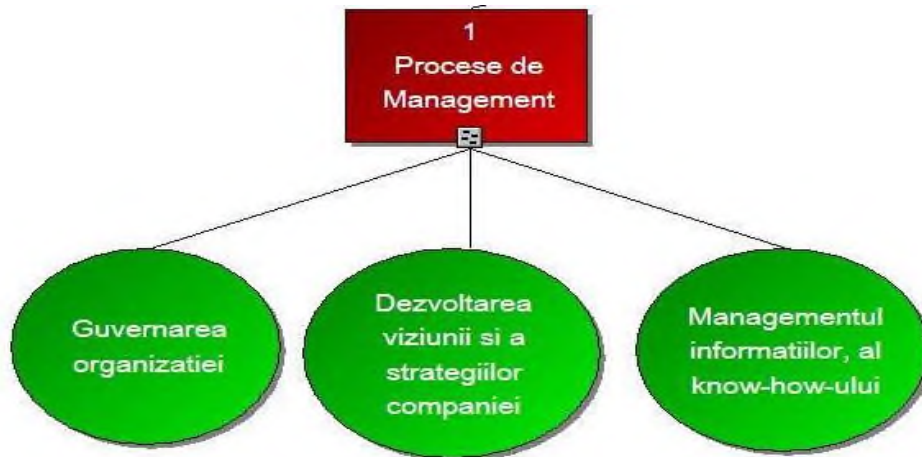 1
Procese de
Management
Guvernarea
organizatiei
Dezvoltarea
viziunii si a
strategiilor
companiei
Managementul
informatiilor, al
know-how-ului